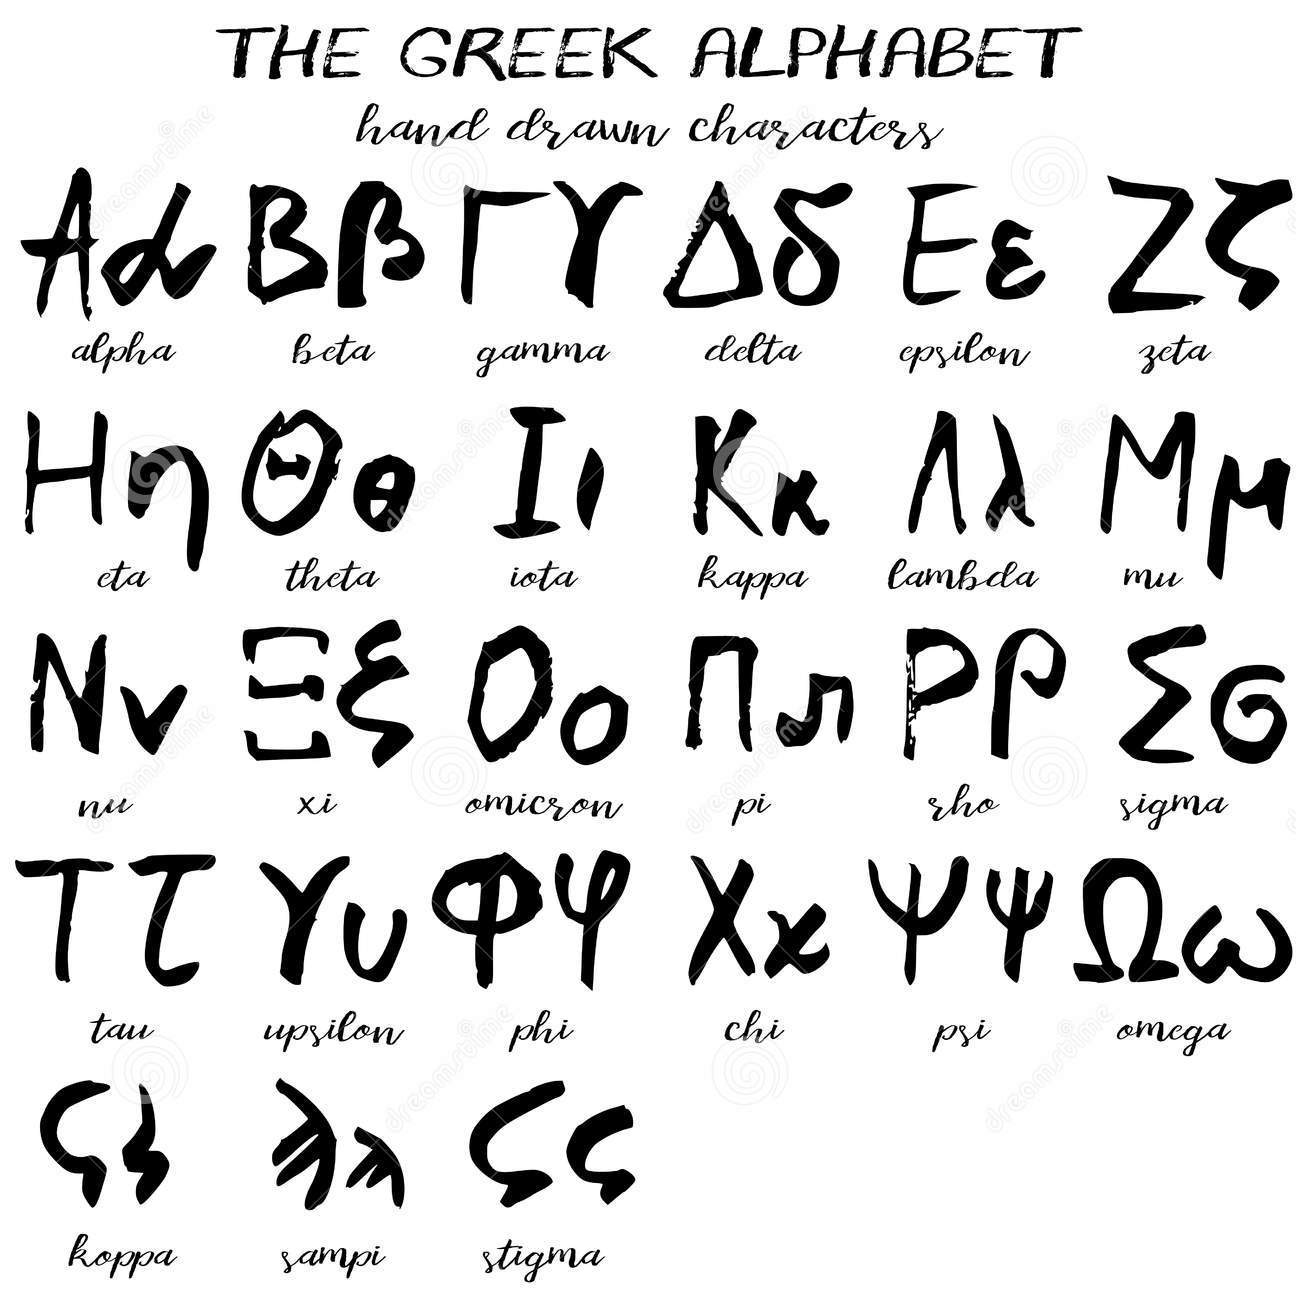 THE GREEK ALPHABET
hand drawn characters
Αα Ββ Γγ Δδ Εε Ζζ
alpha beta gamma delta epsilon zeta
Ηη Θθ Ιι Κκ Λλ Μμ
eta theta iota kappa lambda mu
Νν Ξξ Οο Ππ Ρρ Σσ
nu xi omicron pi rho sigma
Ττ Υυ Φφ Χχ Ψψ Ωω
tau upsilon phi chi psi omega
Ϟϟ Ϡϡ Ϛϛ
koppa sampi stigma